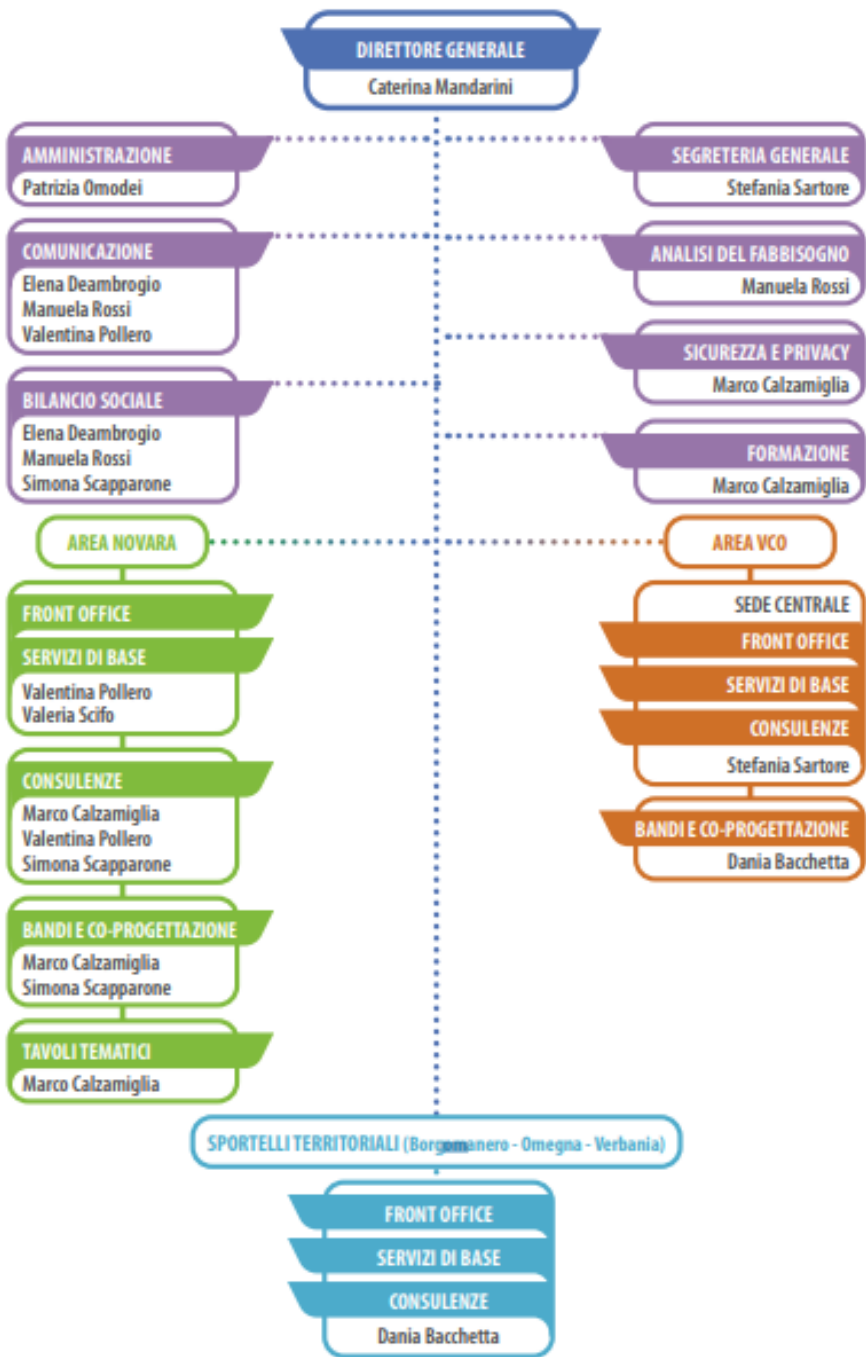 DIRETTORE GENERALE
Caterina Mandarini
AMMINISTRAZIONE
Patrizia Omodei
COMUNICAZIONE
Elena Deambrogio
Manuela Rossi
Valentina Pollero
BILANCIO SOCIALE
Elena Deambrogio
Manuela Rossi
Simona Scapparone
SEGRETERIA GENERALE
Stefania Sartore
ANALISI DEL FABBISOGNO
Manuela Rossi
SICUREZZA E PRIVACY
Marco Calzamiglia
FORMAZIONE
Marco Calzamiglia
AREA NOVARA
FRONT OFFICE
SERVIZI DI BASE
Valentina Pollero
Valeria Scifo
CONSULENZE
Marco Calzamiglia
Valentina Pollero
Simona Scapparone
BANDI E CO-PROGETTAZIONE
Marco Calzamiglia
Simona Scapparone
TAVOLI TEMATICI
Marco Calzamiglia
AREA VCO
SEDE CENTRALE
FRONT OFFICE
SERVIZI DI BASE
CONSULENZE
Stefania Sartore
BANDI E CO-PROGETTAZIONE
Dania Bacchetta
SPORTELLI TERRITORIALI (Borgomanero - Omegna - Verbania)
FRONT OFFICE
SERVIZI DI BASE
CONSULENZE
Dania Bacchetta